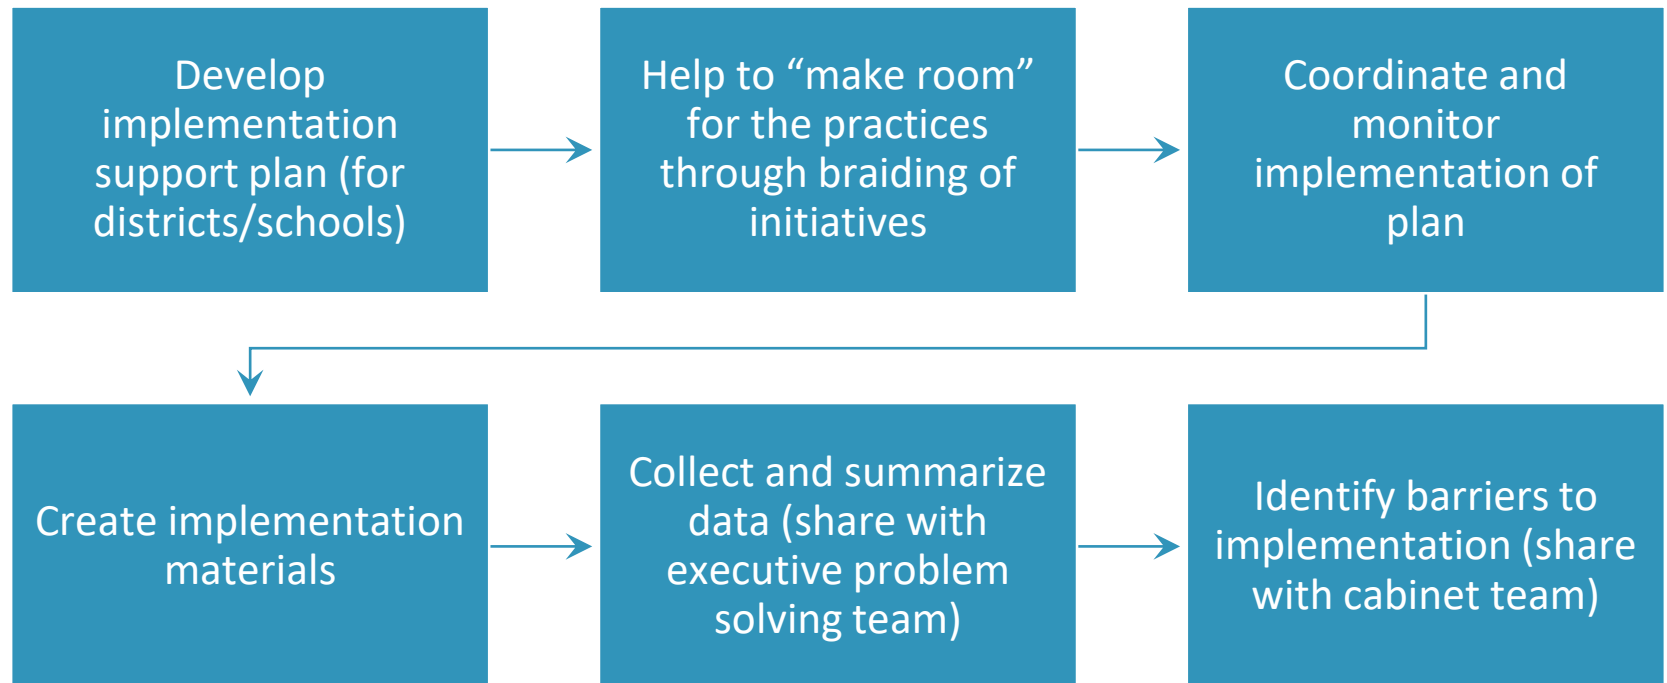 Develop
implementation
support plan (for
districts/schools)
Help to “make room”
for the practices
through braiding of
initiatives
Coordinate and
monitor
implementation of
plan
Create implementation
materials
Collect and summarize
data (share with
executive problem
solving team)
Identify barriers to
implementation (share
with cabinet team)